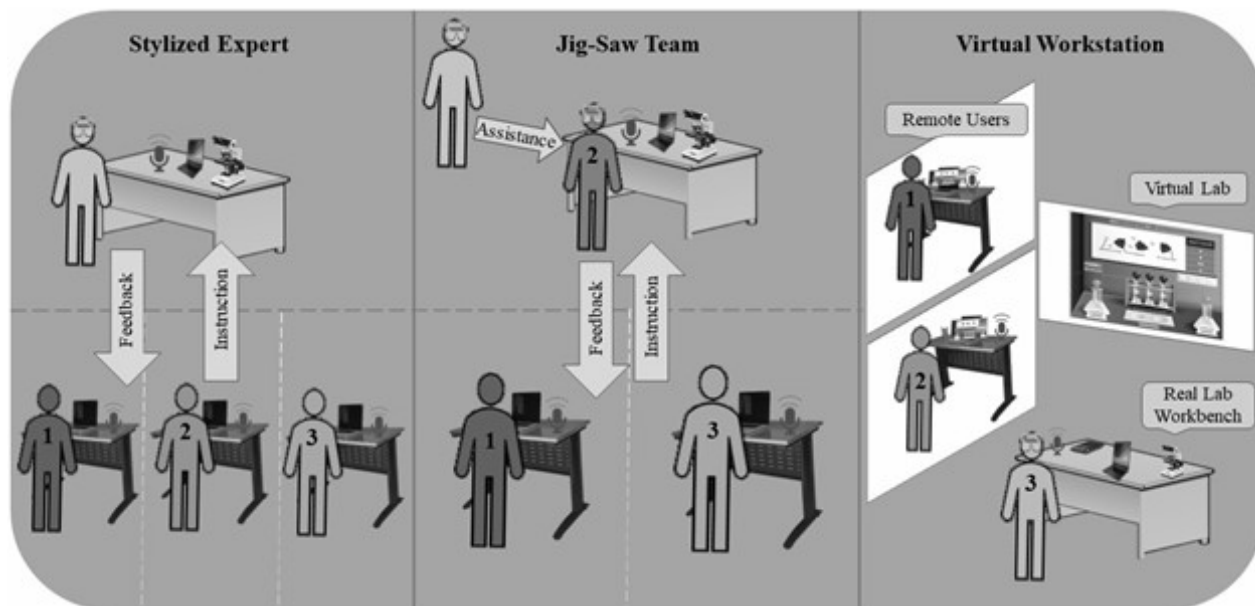 Stylized Expert
Feedback
Instruction
1
2
3
Jig-Saw Team
Assistance
2
Feedback
Instruction
1
3
Virtual Workstation
Remote Users
1
Virtual Lab
2
Real Lab
Workbench
3